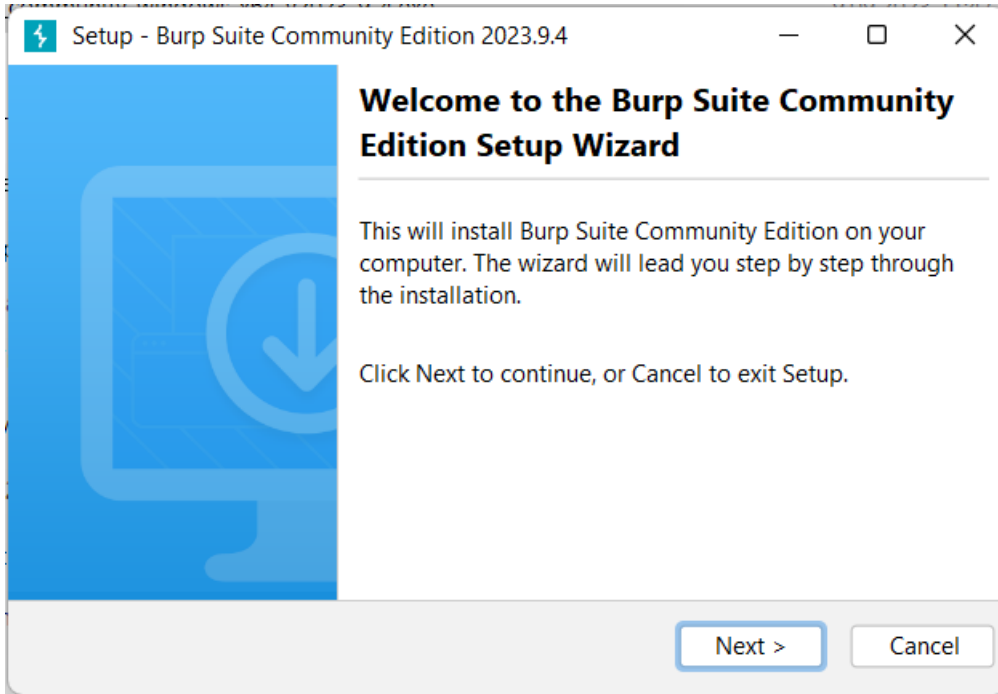 Setup - Burp Suite Community Edition 2023.9.4
Welcome to the Burp Suite Community
Edition Setup Wizard
This will install Burp Suite Community Edition on your
computer. The wizard will lead you step by step through
the installation.
Click Next to continue, or Cancel to exit Setup.
Next >
Cancel